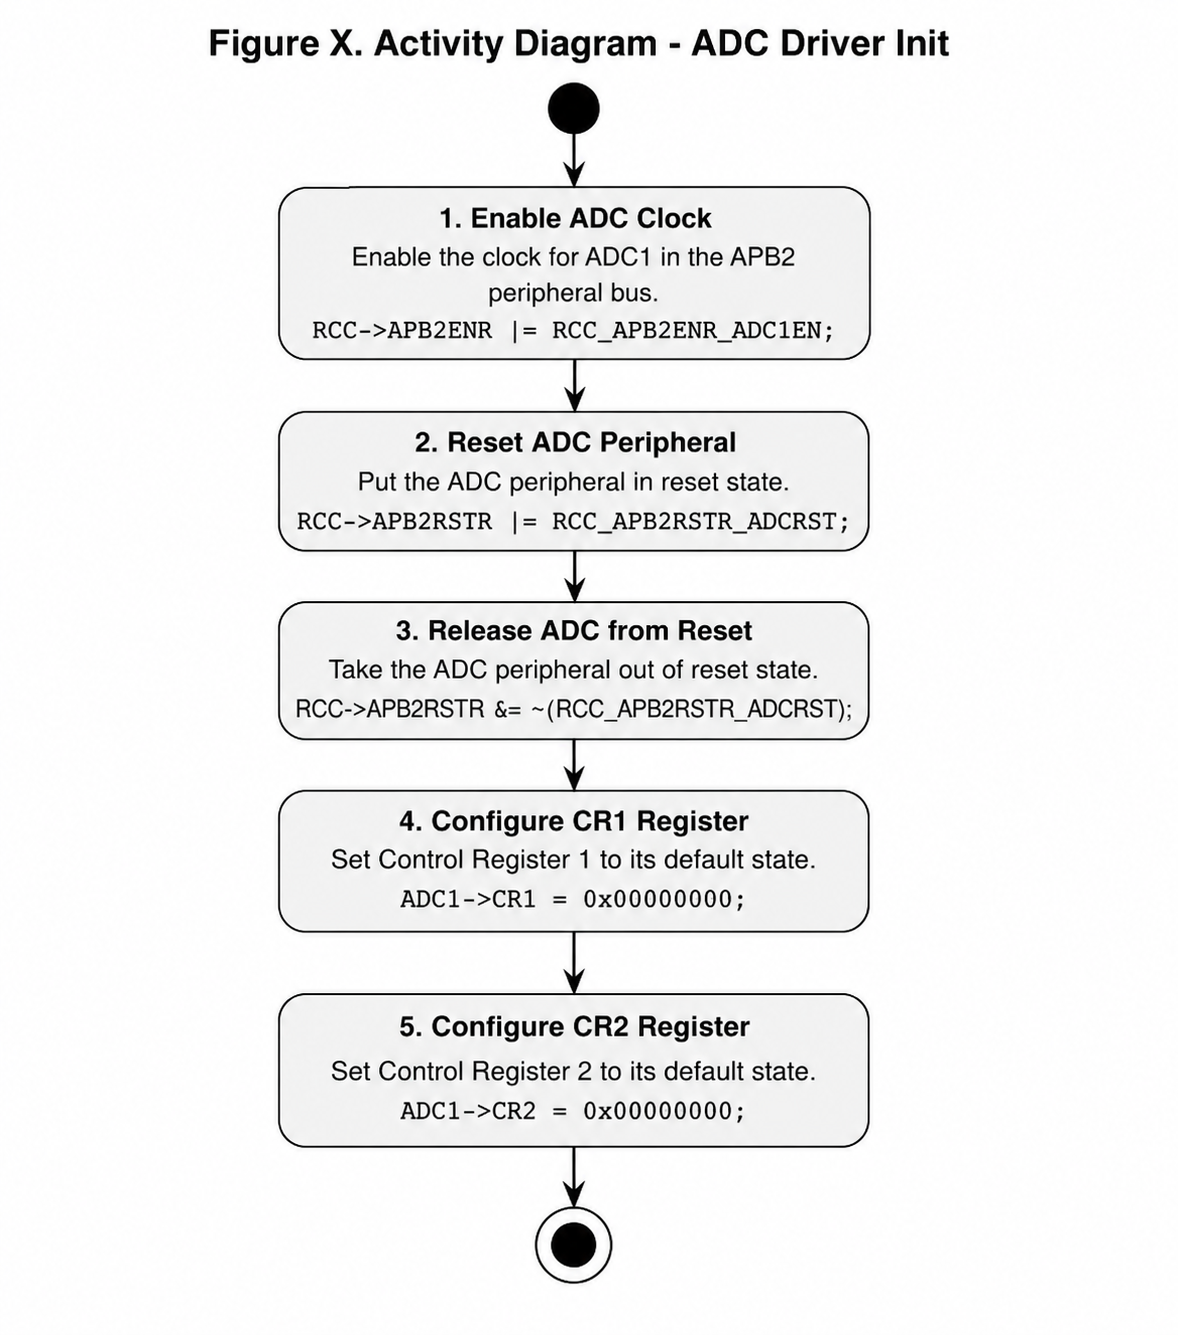 Figure X. Activity Diagram - ADC Driver Init
1. Enable ADC Clock
Enable the clock for ADC1 in the APB2
peripheral bus.
RCC->APB2ENR |= RCC_APB2ENR_ADC1EN;
2. Reset ADC Peripheral
Put the ADC peripheral in reset state.
RCC->APB2RSTR |= RCC_APB2RSTR_ADCRST;
3. Release ADC from Reset
Take the ADC peripheral out of reset state.
RCC->APB2RSTR &= ~(RCC_APB2RSTR_ADCRST);
4. Configure CR1 Register
Set Control Register 1 to its default state.
ADC1->CR1 = 0x00000000;
5. Configure CR2 Register
Set Control Register 2 to its default state.
ADC1->CR2 = 0x00000000;